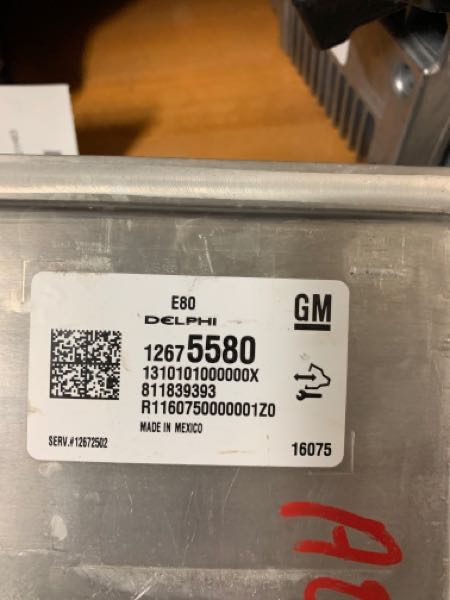 E80
DELPHI
GM
12675580
1310101000000X
811839393
R1160750000001Z0
MADE IN MEXICO
SERV.#12672502
16075